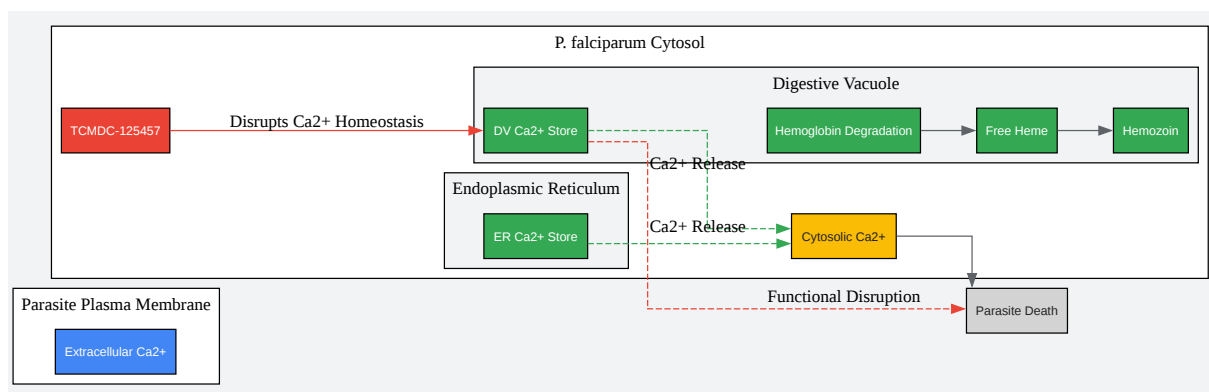 P. falciparum Cytosol
Digestive Vacuole
TCMDC-125457
Disrupts Ca2+ Homeostasis
DV Ca2+ Store
Hemoglobin Degradation
Free Heme
Hemozoin
Ca2+ Release
Endoplasmic Reticulum
ER Ca2+ Store
Ca2+ Release
Cytosolic Ca2+
Parasite Plasma Membrane
Functional Disruption
Parasite Death
Extracellular Ca2+